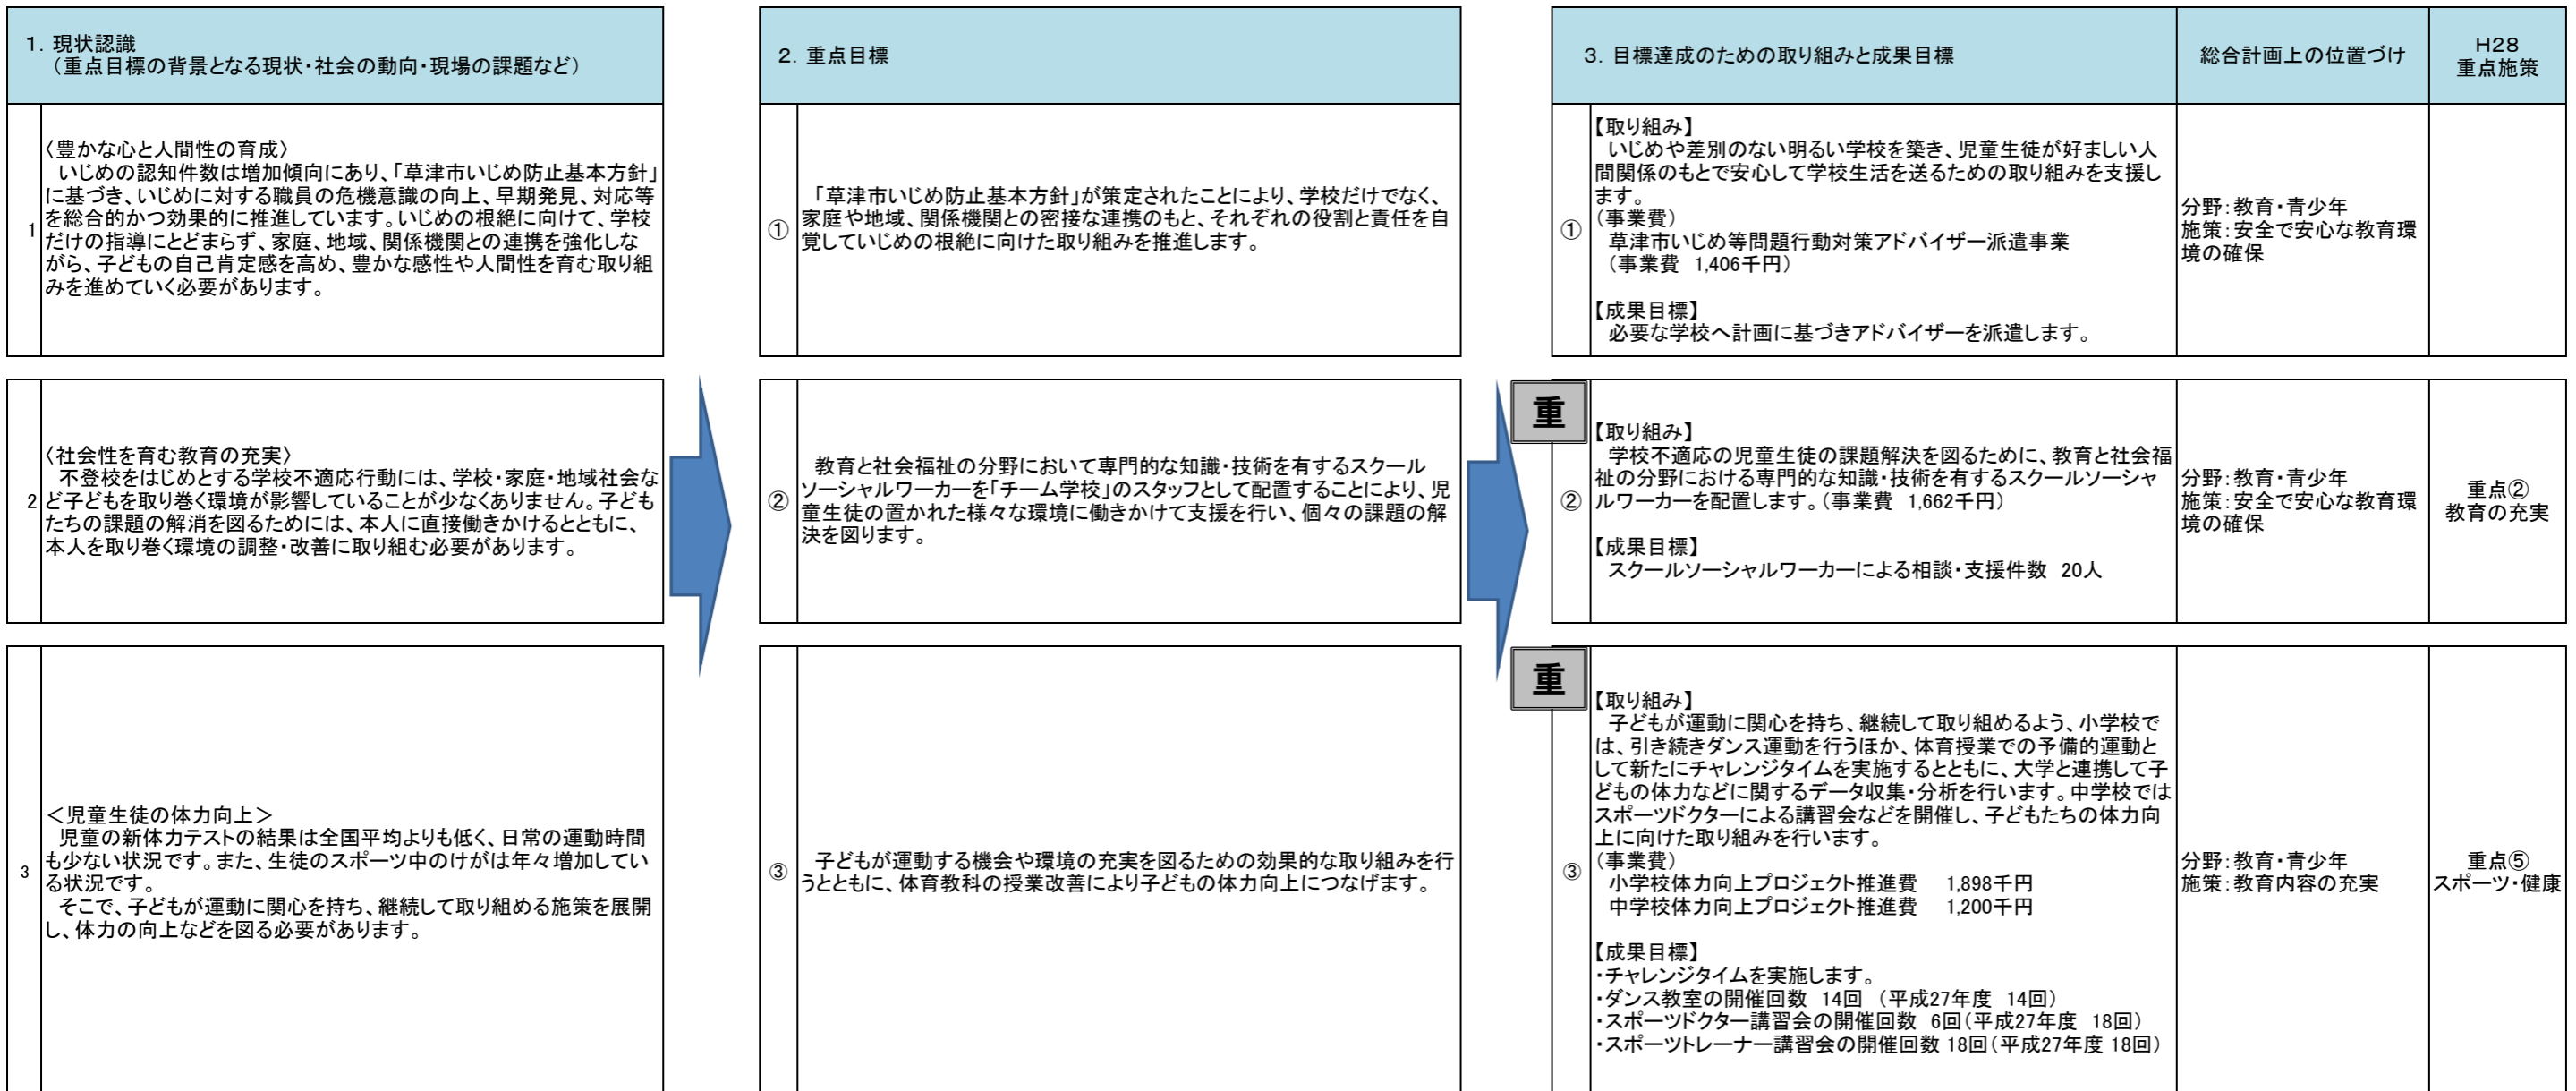 1．現状認識
（重点目標の背景となる現状・社会の動向・現場の課題など）
2．重点目標
3．目標達成のための取り組みと成果目標
総合計画上の位置づけ
H28
重点施策
1
〈豊かな心と人間性の育成〉
いじめの認知件数は増加傾向にあり、「草津市いじめ防止基本方針」
に基づき、いじめに対する職員の危機意識の向上、早期発見、対応等
を総合的かつ効果的に推進しています。いじめの根絶に向けて、学校
だけの指導にとどまらず、家庭、地域、関係機関との連携を強化しな
がら、子どもの自己肯定感を高め、豊かな感性や人間性を育む取り組
みを進めていく必要があります。
①
「草津市いじめ防止基本方針」が策定されたことにより、学校だけでなく、
家庭や地域、関係機関との密接な連携のもと、それぞれの役割と責任を自
覚していじめの根絶に向けた取り組みを推進します。
①
【取り組み】
いじめや差別のない明るい学校を築き、児童生徒が好ましい人
間関係のもとで安心して学校生活を送るための取り組みを支援し
ます。
（事業費）
草津市いじめ等問題行動対策アドバイザー派遣事業
（事業費 1,406千円）
【成果目標】
必要な学校へ計画に基づきアドバイザーを派遣します。
分野：教育・青少年
施策：安全で安心な教育環
境の確保
2
〈社会性を育む教育の充実〉
不登校をはじめとする学校不適応行動には、学校・家庭・地域社会な
ど子どもを取り巻く環境が影響していることが少なくありません。子ども
たちの課題の解消を図るためには、本人に直接働きかけるとともに、
本人を取り巻く環境の調整・改善に取り組む必要があります。
②
教育と社会福祉の分野において専門的な知識・技術を有するスクール
ソーシャルワーカーを「チーム学校」のスタッフとして配置することにより、児
童生徒の置かれた様々な環境に働きかけて支援を行い、個々の課題の解
決を図ります。
重
②
【取り組み】
学校不適応の児童生徒の課題解決を図るために、教育と社会福
祉の分野における専門的な知識・技術を有するスクールソーシャ
ルワーカーを配置します。（事業費 1,662千円）
【成果目標】
スクールソーシャルワーカーによる相談・支援件数 20人
分野：教育・青少年
施策：安全で安心な教育環
境の確保
重点②
教育の充実
3
＜児童生徒の体力向上＞
児童の新体力テストの結果は全国平均よりも低く、日常の運動時間
も少ない状況です。また、生徒のスポーツ中のけがは年々増加してい
る状況です。
そこで、子どもが運動に関心を持ち、継続して取り組める施策を展開
し、体力の向上などを図る必要があります。
③
子どもが運動する機会や環境の充実を図るための効果的な取り組みを行
うとともに、体育教科の授業改善により子どもの体力向上につなげます。
重
③
【取り組み】
子どもが運動に関心を持ち、継続して取り組めるよう、小学校で
は、引き続きダンス運動を行うほか、体育授業での予備的運動と
して新たにチャレンジタイムを実施するとともに、大学と連携して子
どもの体力などに関するデータ収集・分析を行います。中学校では
スポーツドクターによる講習会などを開催し、子どもたちの体力向
上に向けた取り組みを行います。
（事業費）
小学校体力向上プロジェクト推進費 1,898千円
中学校体力向上プロジェクト推進費 1,200千円
【成果目標】
・チャレンジタイムを実施します。
・ダンス教室の開催回数 14回 （平成27年度 14回）
・スポーツドクター講習会の開催回数 6回（平成27年度 18回）
・スポーツトレーナー講習会の開催回数 18回（平成27年度 18回）
分野：教育・青少年
施策：教育内容の充実
重点⑤
スポーツ・健康